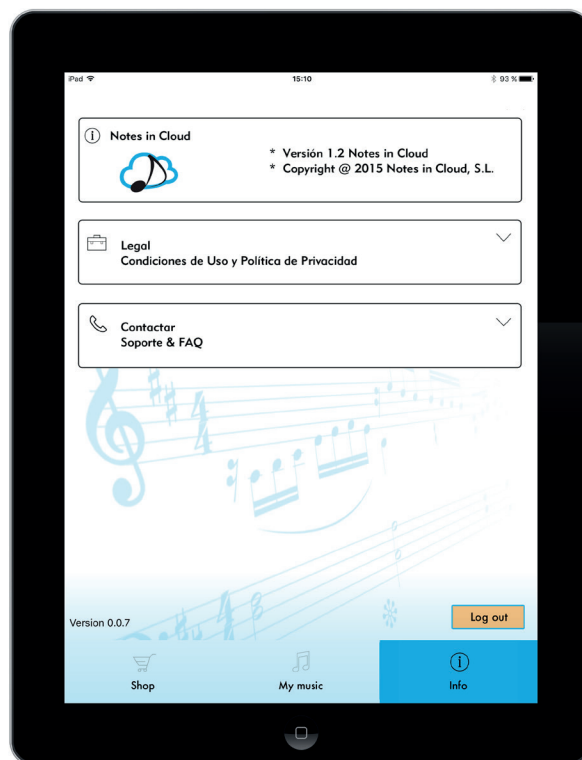 iPad 15:10 93 %
Notes in Cloud
* Versión 1.2 Notes in Cloud
* Copyright @ 2015 Notes in Cloud, S.L.
Legal
Condiciones de Uso y Política de Privacidad
Contactar
Soporte & FAQ
Version 0.0.7
Log out
Shop My music Info